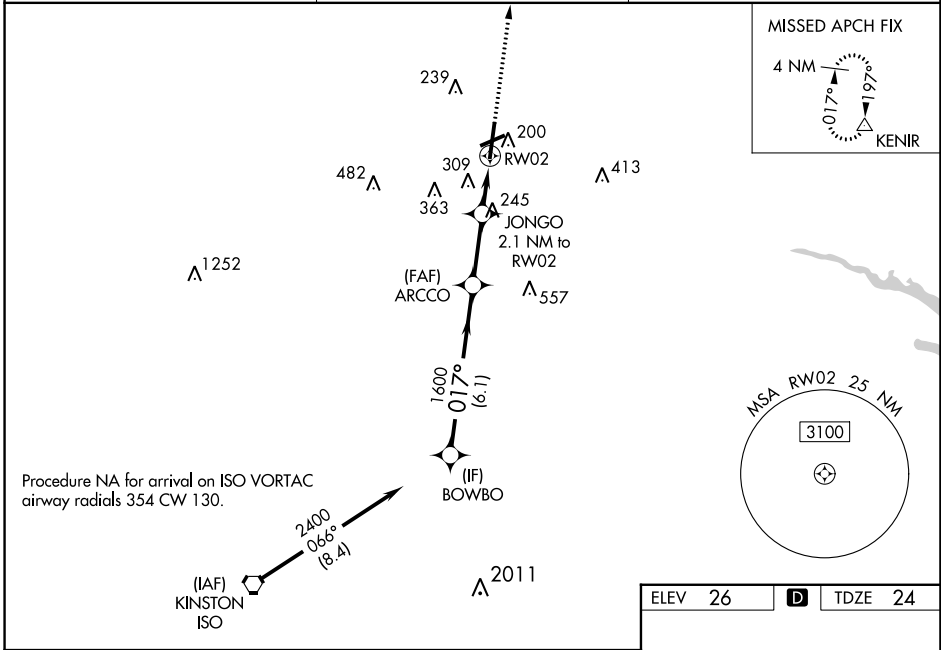 MISSED APCH FIX
4 NM
017°
197°
KENIR
239
200
RW02
309
482
363
413
245
JONGO
2.1 NM to
RW02
1252
(FAF)
ARCCO
557
1600
017°
(6.1)
MSA RW02 25 NM
3100
(IF)
BOWBO
Procedure NA for arrival on ISO VORTAC
airway radials 354 CW 130.
2400
066°
(8.4)
(IAF)
KINSTON
ISO
2011
ELEV 26 D TDZE 24